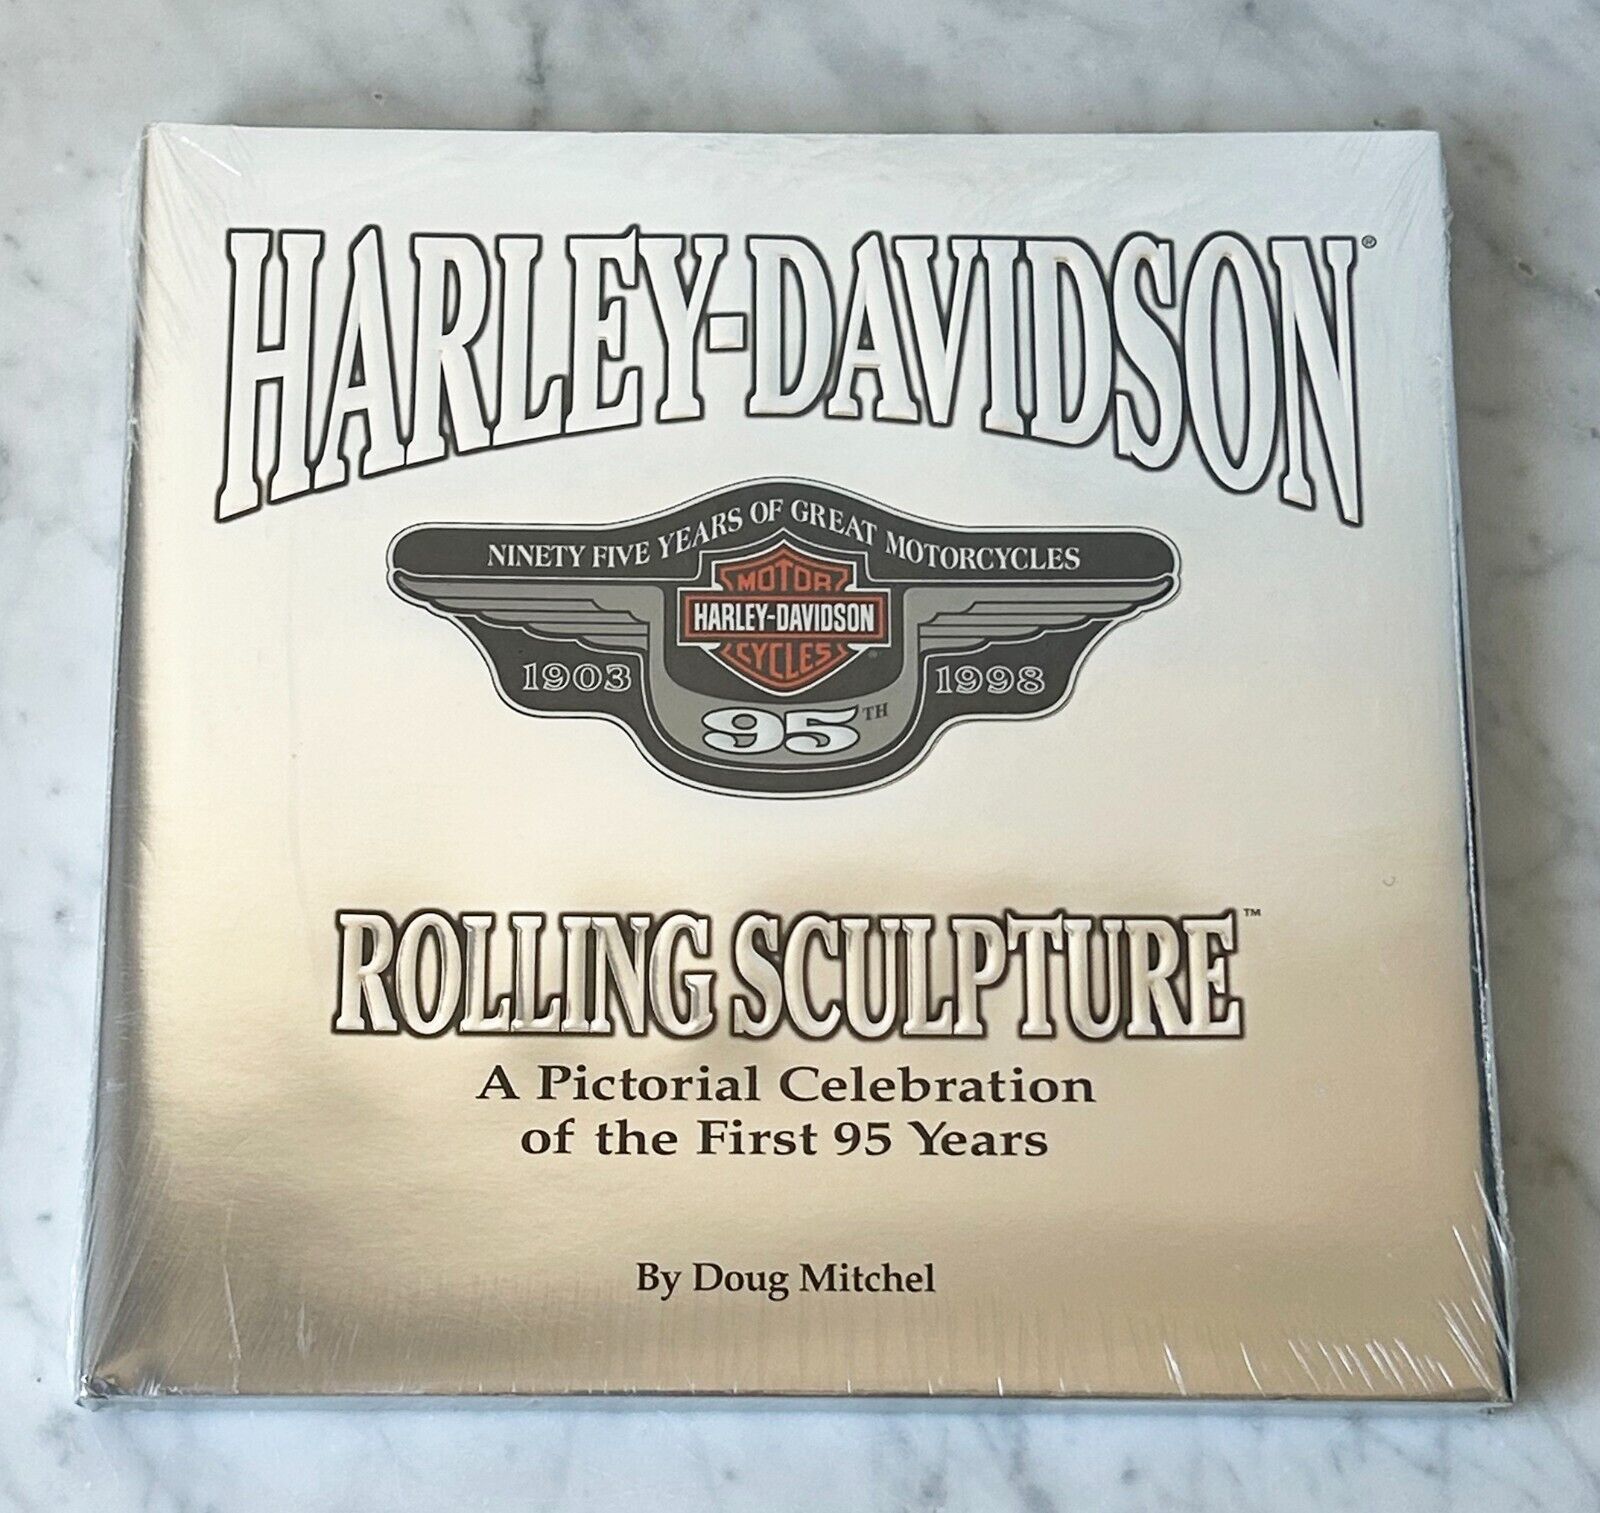 HARLEY-DAVIDSON®
NINETY FIVE YEARS OF GREAT MOTORCYCLES
MOTOR
HARLEY-DAVIDSON
CYCLES
1903 1998
95TH
ROLLING SCULPTURE™
A Pictorial Celebration
of the First 95 Years
By Doug Mitchel